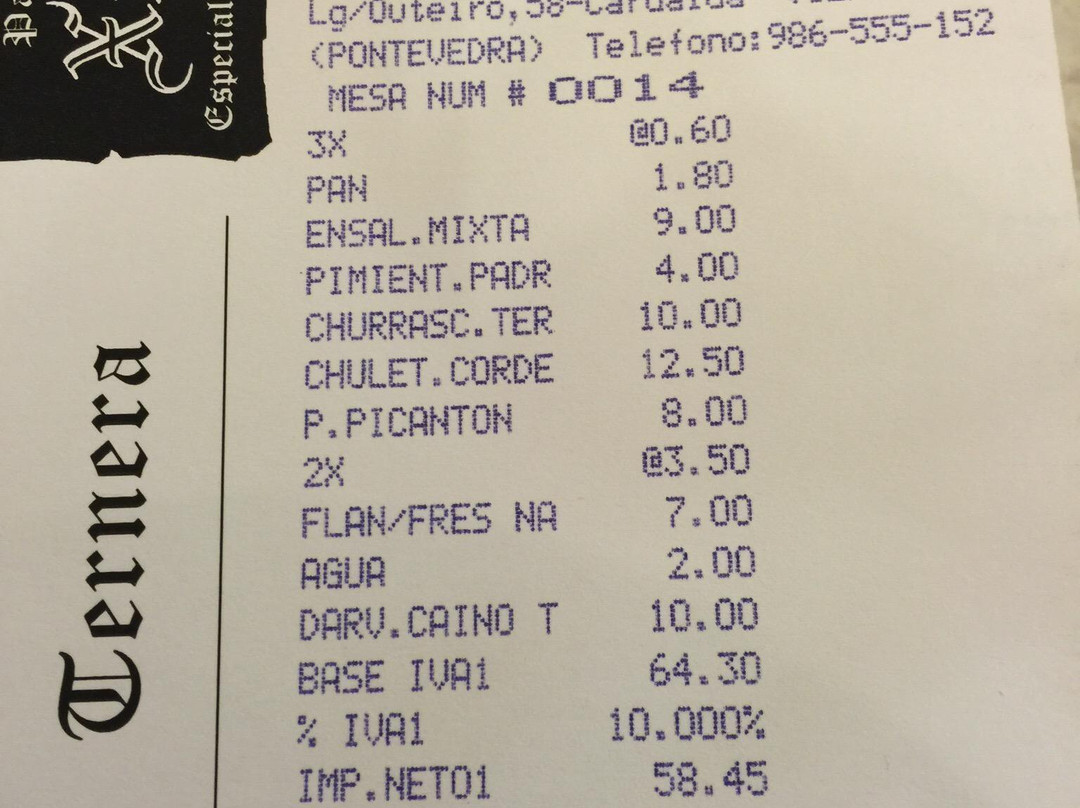 Lg/Outeiro,58-
(PONTEVEDRA) Telefono:986-555-152
MESA NUM # 0014
3X @0.60
PAN 1.80
ENSAL.MIXTA 9.00
PIMIENT.PADR 4.00
CHURRASC.TER 10.00
CHULET.CORDE 12.50
P.PICANTON 8.00
2X @3.50
FLAN/FRES NA 7.00
AGUA 2.00
DARV.CAINO T 10.00
BASE IVA1 64.30
% IVA1 10.000%
IMP.NETO1 58.45
Especial
Ternera